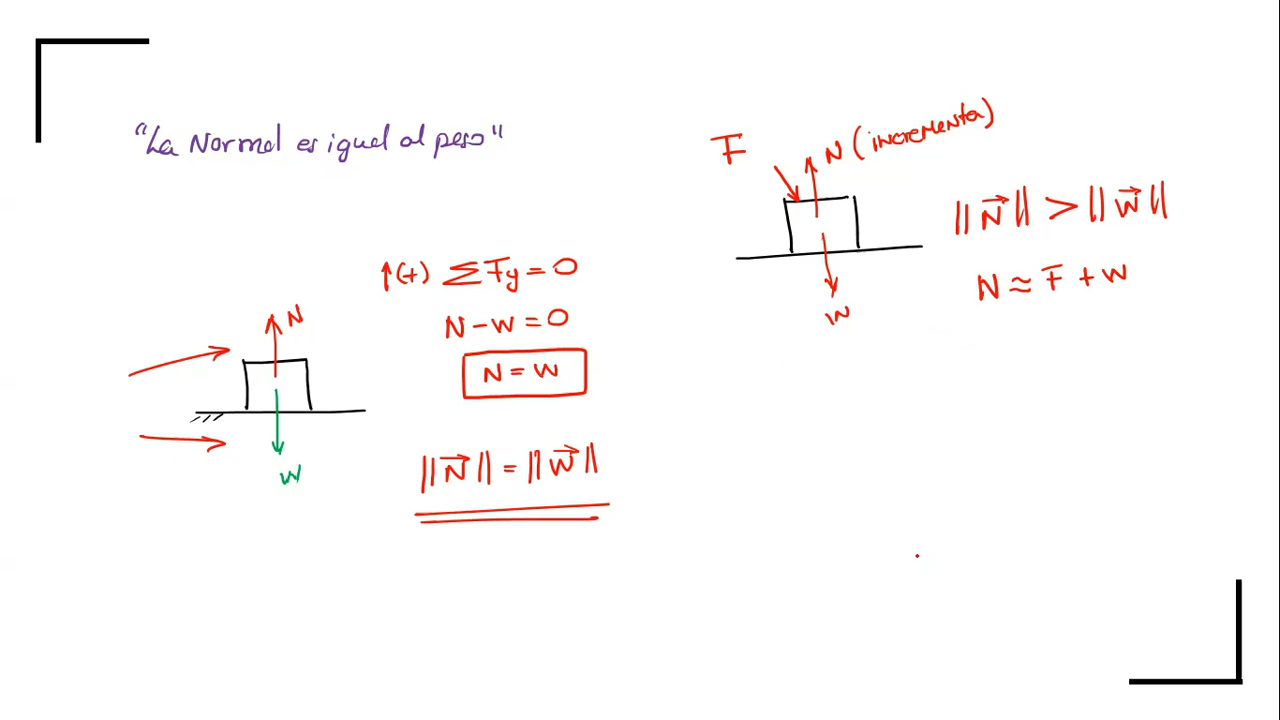 "La Normal es igual al peso"
↑(+) ΣFy = 0
N - W = 0
N = W
N
W
||N⃗|| = ||W⃗||
F
N (incrementa)
W
||N⃗|| > ||W⃗||
N ≈ F + W